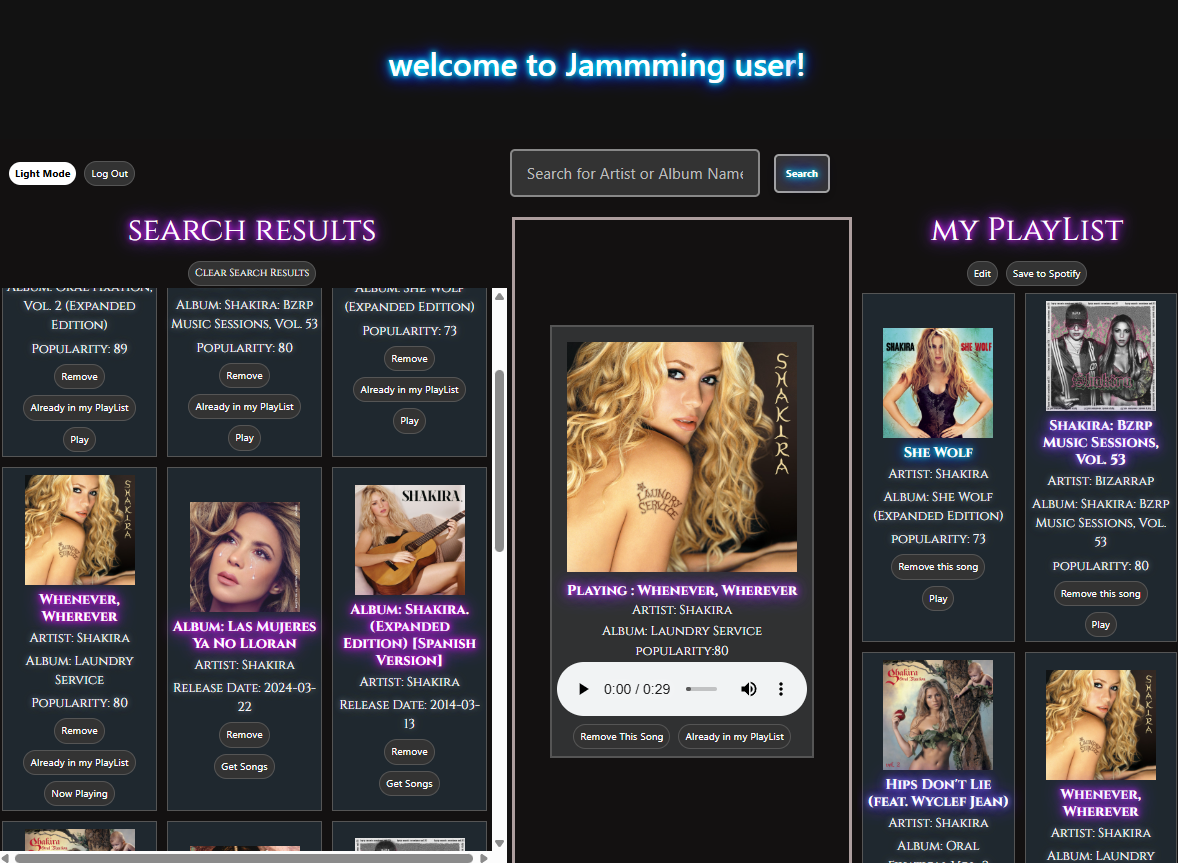 welcome to Jammming user!
Light Mode
Log Out
Search for Artist or Album Name
Search
search results
Clear Search Results
Album: Oral Fixation,
Vol. 2 (Expanded
Edition)
Popularity: 89
Remove
Already in my PlayList
Play
Album: Shakira: Bzrp
Music Sessions, Vol. 53
Popularity: 80
Remove
Already in my PlayList
Play
Album: She Wolf
(Expanded Edition)
Popularity: 73
Remove
Already in my PlayList
Play
SHAKIRA
LAUNDRY
SERVICE
Whenever,
Wherever
Artist: Shakira
Album: Laundry
Service
Popularity: 80
Remove
Already in my PlayList
Now Playing
Album: Las Mujeres
Ya No Lloran
Artist: Shakira
Release Date: 2024-03-
22
Remove
Get Songs
SHAKIRA.
Album: Shakira.
(Expanded
Edition) [Spanish
Version]
Artist: Shakira
Release Date: 2014-03-
13
Remove
Get Songs
Shakira
SHAKIRA
LAUNDRY
SERVICE
Playing : Whenever, Wherever
Artist: Shakira
Album: Laundry Service
popularity:80
0:00 / 0:29
Remove This Song
Already in my PlayList
my PlayList
Edit
Save to Spotify
SHAKIRA
SHE WOLF
She Wolf
Artist: Shakira
Album: She Wolf
(Expanded Edition)
popularity: 73
Remove this song
Play
Shakira: Bzrp
Music Sessions,
Vol. 53
Artist: Bizarrap
Album: Shakira: Bzrp
Music Sessions, Vol.
53
popularity: 80
Remove this song
Play
Shakira
Oral Fixation
vol. 2
Hips Don't Lie
(feat. Wyclef Jean)
Artist: Shakira
Album: Oral
Fixation, Vol. 2
SHAKIRA
LAUNDRY
SERVICE
Whenever,
Wherever
Artist: Shakira
Album: Laundry